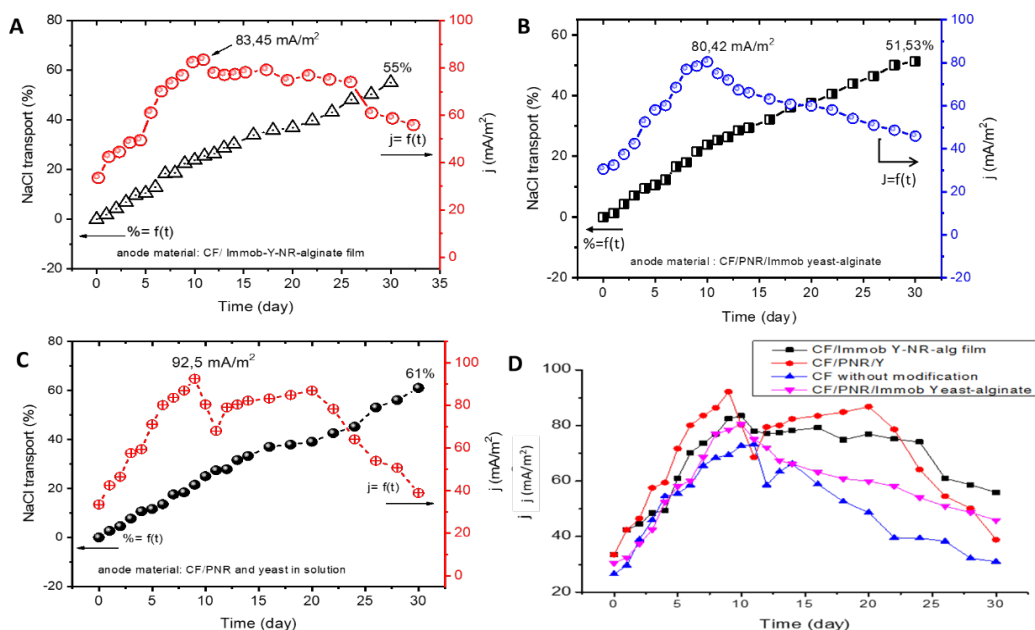 A
NaCl transport (%)
80
60
40
20
0
-20
83,45 mA/m²
55%
j= f(t)
%= f(t)
anode material: CF/ Immob-Y-NR-alginate film
0 5 10 15 20 25 30
Time (day)
100
80
60
40
20
0
j (mA/m²)
B
NaCl transport (%)
80
60
40
20
0
-20
80,42 mA/m²
51,53%
J=f(t)
%=f(t)
anode material : CF/PNR/Immob yeast-alginate
0 5 10 15 20 25 30
Time (day)
100
80
60
40
20
0
-20
j (mA/m²)
C
NaCl transport (%)
80
60
40
20
0
-20
92,5 mA/m²
61%
j= f(t)
%= f(t)
anode material: CF/PNR and yeast in solution
0 5 10 15 20 25 30
Time (day)
100
80
60
40
20
0
j (mA/m²)
D
CF/Immob Y-NR-alg film
CF/PNR/Y
CF without modification
CF/PNR/Immob Yeast-alginate
100
80
60
40
20
j j (mA/m²)
0 5 10 15 20 25 30
Time (day)